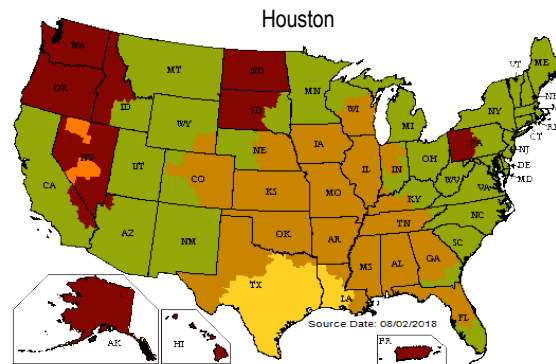 Houston
WA
OR
ID
MT
ND
SD
MN
WI
MI
WY
NV
UT
CO
NE
IA
IL
IN
OH
PA
NY
VT
ME
NH
CT
RI
NJ
DE
MD
WV
VA
KY
MO
KS
CA
AZ
NM
OK
AR
TN
NC
SC
MS
AL
GA
TX
LA
FL
Source Date: 08/02/2018
AK
HI
PR